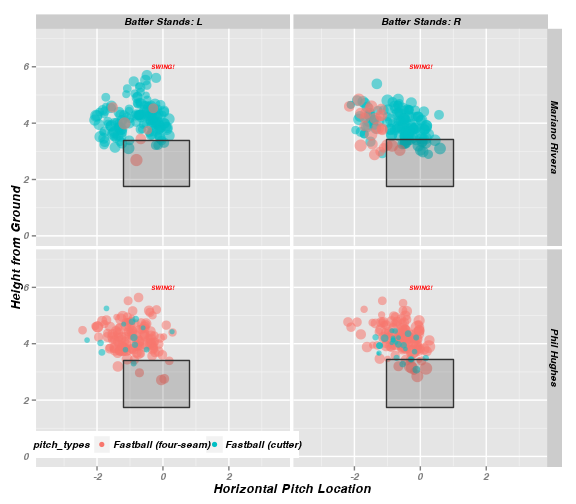 Batter Stands: L
Batter Stands: R
6
4
2
0
SWING!
SWING!
Mariano Rivera
Height from Ground
6
4
2
0
SWING!
SWING!
Phil Hughes
pitch_types
Fastball (four-seam)
Fastball (cutter)
-2
0
2
-2
0
2
Horizontal Pitch Location